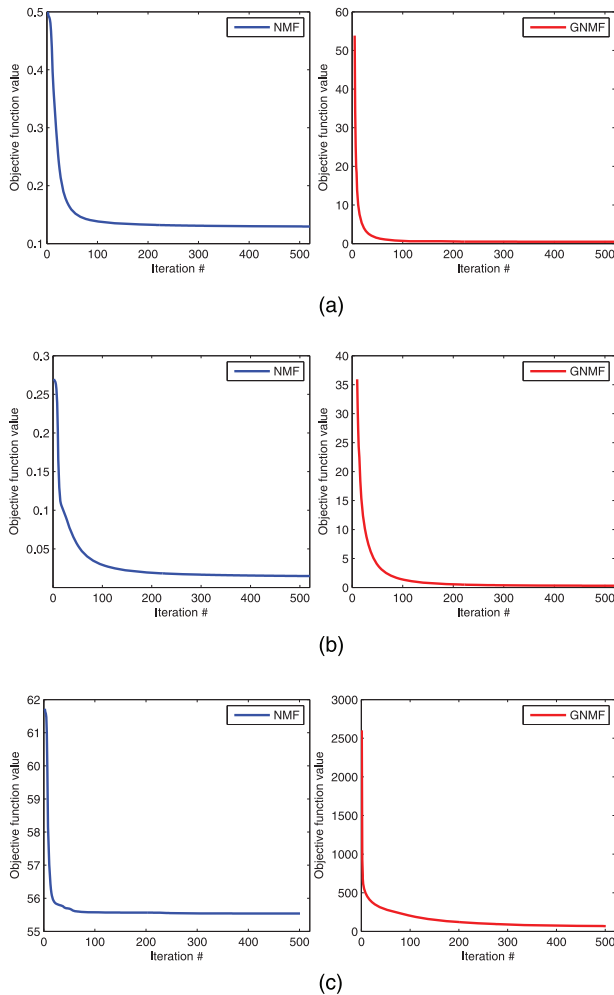 0.5
0.4
0.3
0.2
0.1
Objective function value
0 100 200 300 400 500
Iteration #
NMF
60
50
40
30
20
10
0
Objective function value
0 100 200 300 400 500
Iteration #
GNMF
(a)
0.3
0.25
0.2
0.15
0.1
0.05
Objective function value
0 100 200 300 400 500
Iteration #
NMF
40
35
30
25
20
15
10
5
0
Objective function value
0 100 200 300 400 500
Iteration #
GNMF
(b)
62
61
60
59
58
57
56
55
Objective function value
0 100 200 300 400 500
Iteration #
NMF
3000
2500
2000
1500
1000
500
0
Objective function value
0 100 200 300 400 500
Iteration #
GNMF
(c)